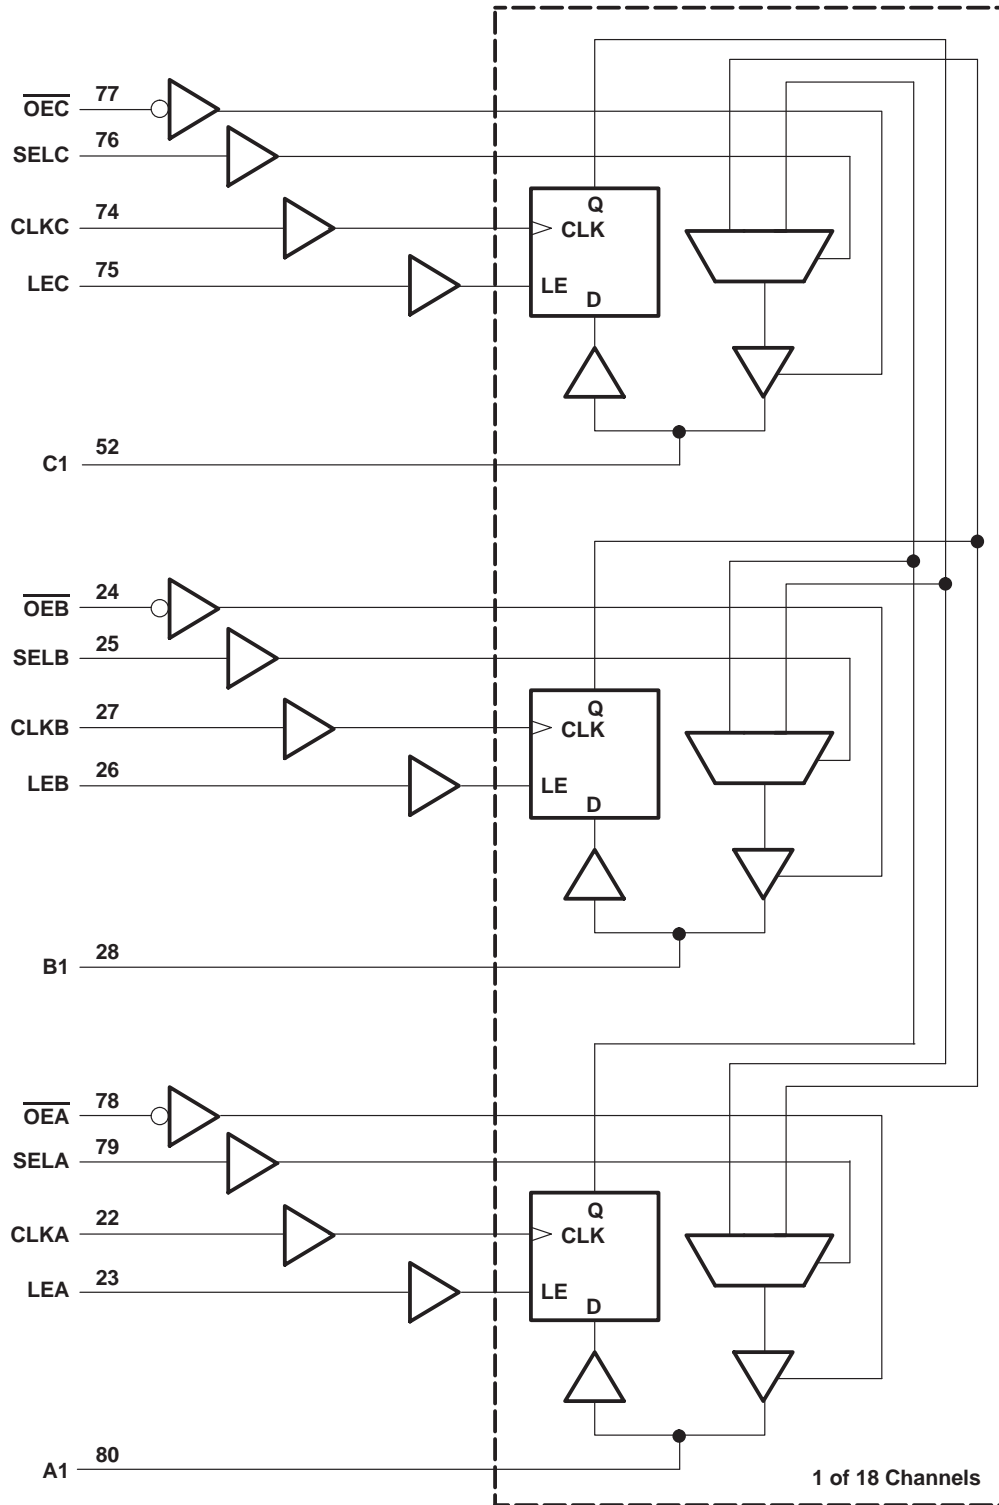 OEC 77
SELC 76
Q
CLKC 74
CLK
LEC 75
LE
D
C1 52
OEB 24
SELB 25
Q
CLKB 27
CLK
LEB 26
LE
D
B1 28
OEA 78
SELA 79
Q
CLKA 22
CLK
LEA 23
LE
D
A1 80
1 of 18 Channels